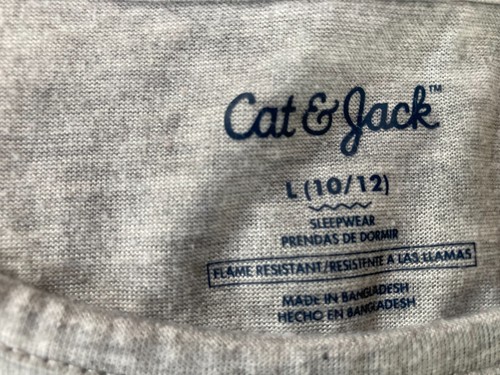 Cat & Jack™
L (10/12)
SLEEPWEAR
PRENDAS DE DORMIR
FLAME RESISTANT/RESISTENTE A LAS LLAMAS
MADE IN BANGLADESH
HECHO EN BANGLADESH